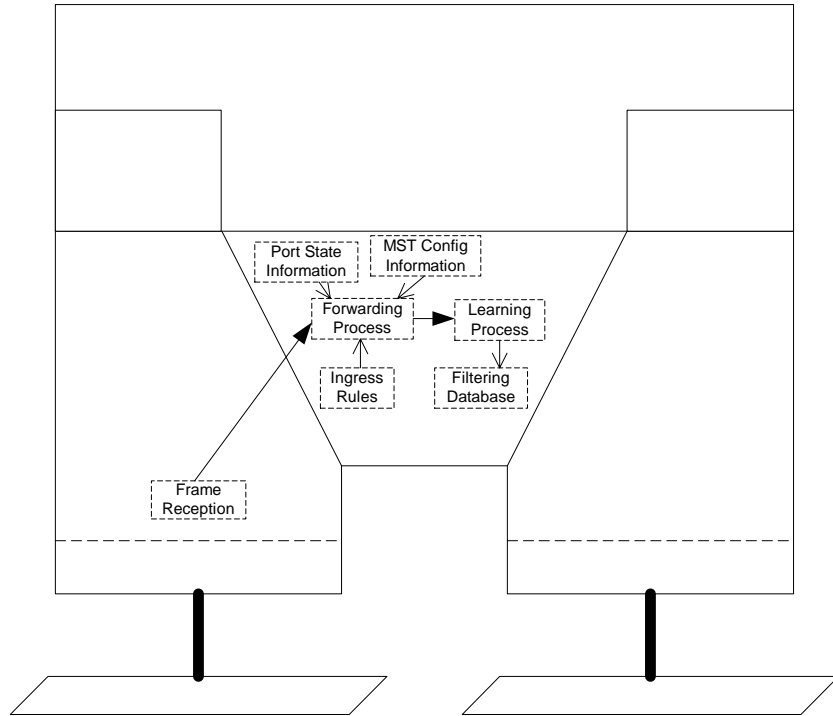 Port State
Information
MST Config
Information
Forwarding
Process
Learning
Process
Ingress
Rules
Filtering
Database
Frame
Reception